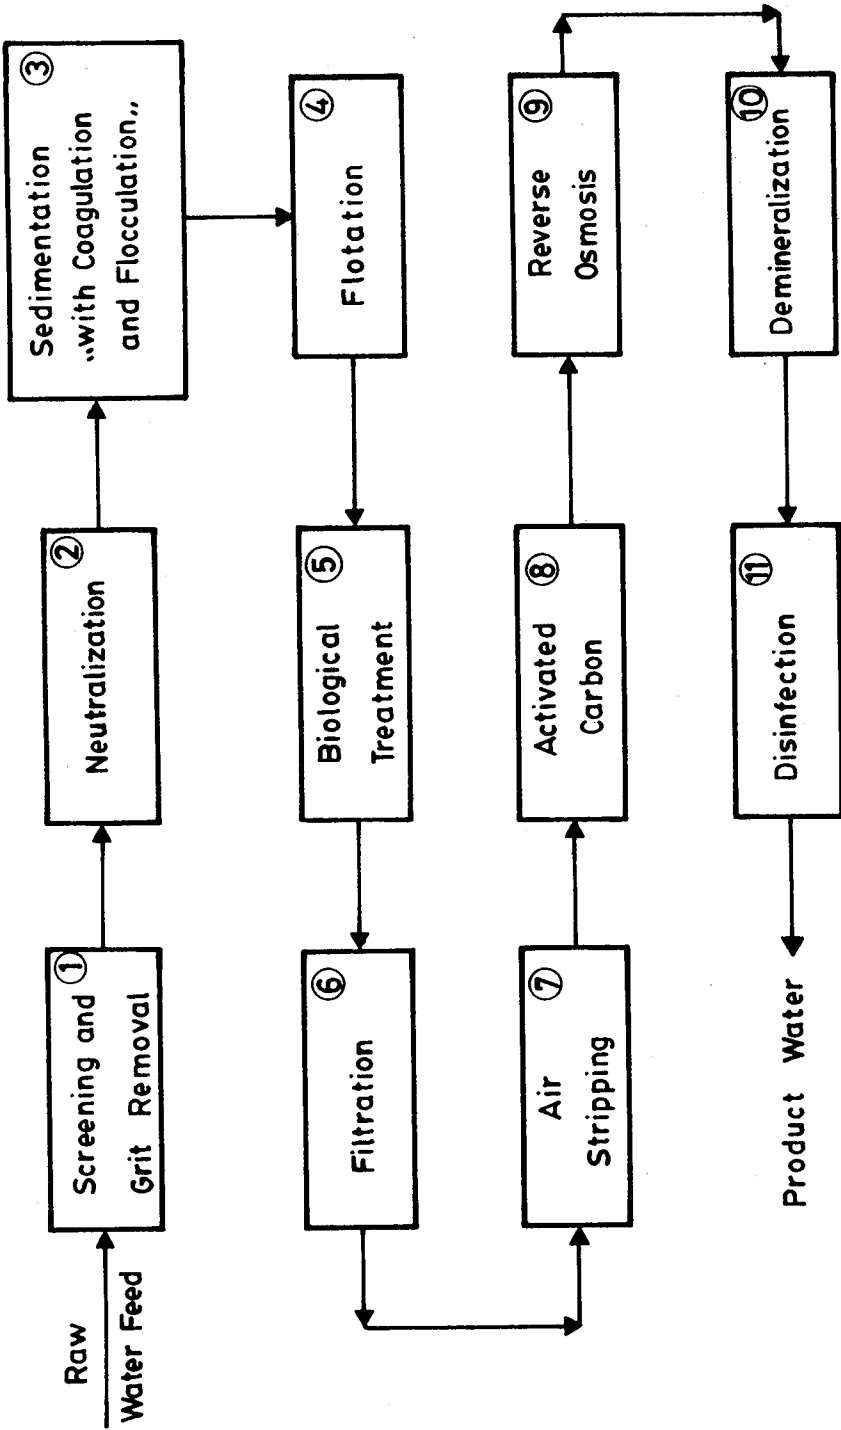 Raw
Water Feed
①
Screening and
Grit Removal
②
Neutralization
③
Sedimentation
„with Coagulation
and Flocculation„
④
Flotation
⑤
Biological
Treatment
⑥
Filtration
⑦
Air
Stripping
⑧
Activated
Carbon
⑨
Reverse
Osmosis
⑩
Demineralization
⑪
Disinfection
Product Water